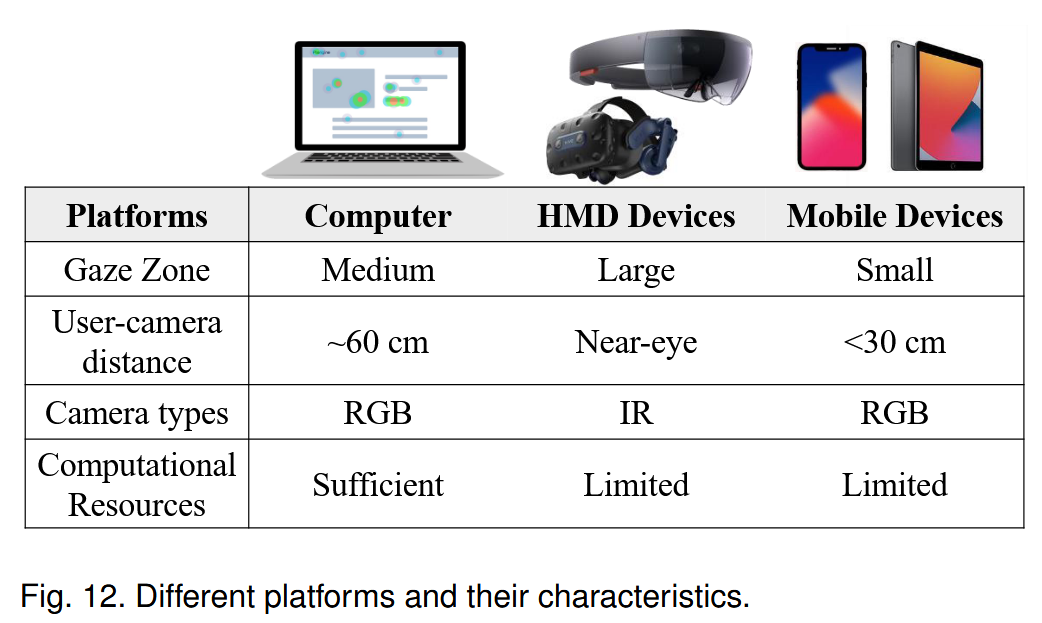 Platforms Computer HMD Devices Mobile Devices
Gaze Zone Medium Large Small
User-camera
distance ~60 cm Near-eye <30 cm
Camera types RGB IR RGB
Computational
Resources Sufficient Limited Limited
Fig. 12. Different platforms and their characteristics.